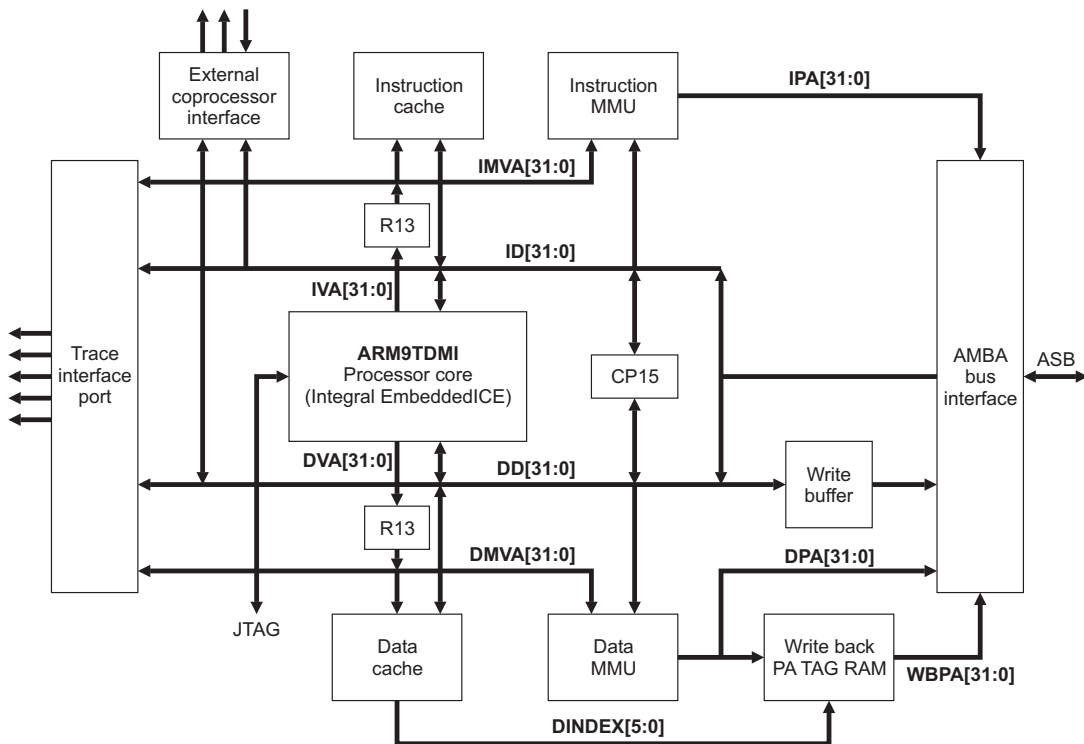 External
coprocessor
interface
Instruction
cache
Instruction
MMU
IPA[31:0]
IMVA[31:0]
R13
ID[31:0]
IVA[31:0]
Trace
interface
port
ARM9TDMI
Processor core
(Integral EmbeddedICE)
CP15
AMBA
bus
interface
ASB
DVA[31:0]
DD[31:0]
Write
buffer
R13
DMVA[31:0]
DPA[31:0]
JTAG
Data
cache
Data
MMU
Write back
PA TAG RAM
WBPA[31:0]
DINDEX[5:0]